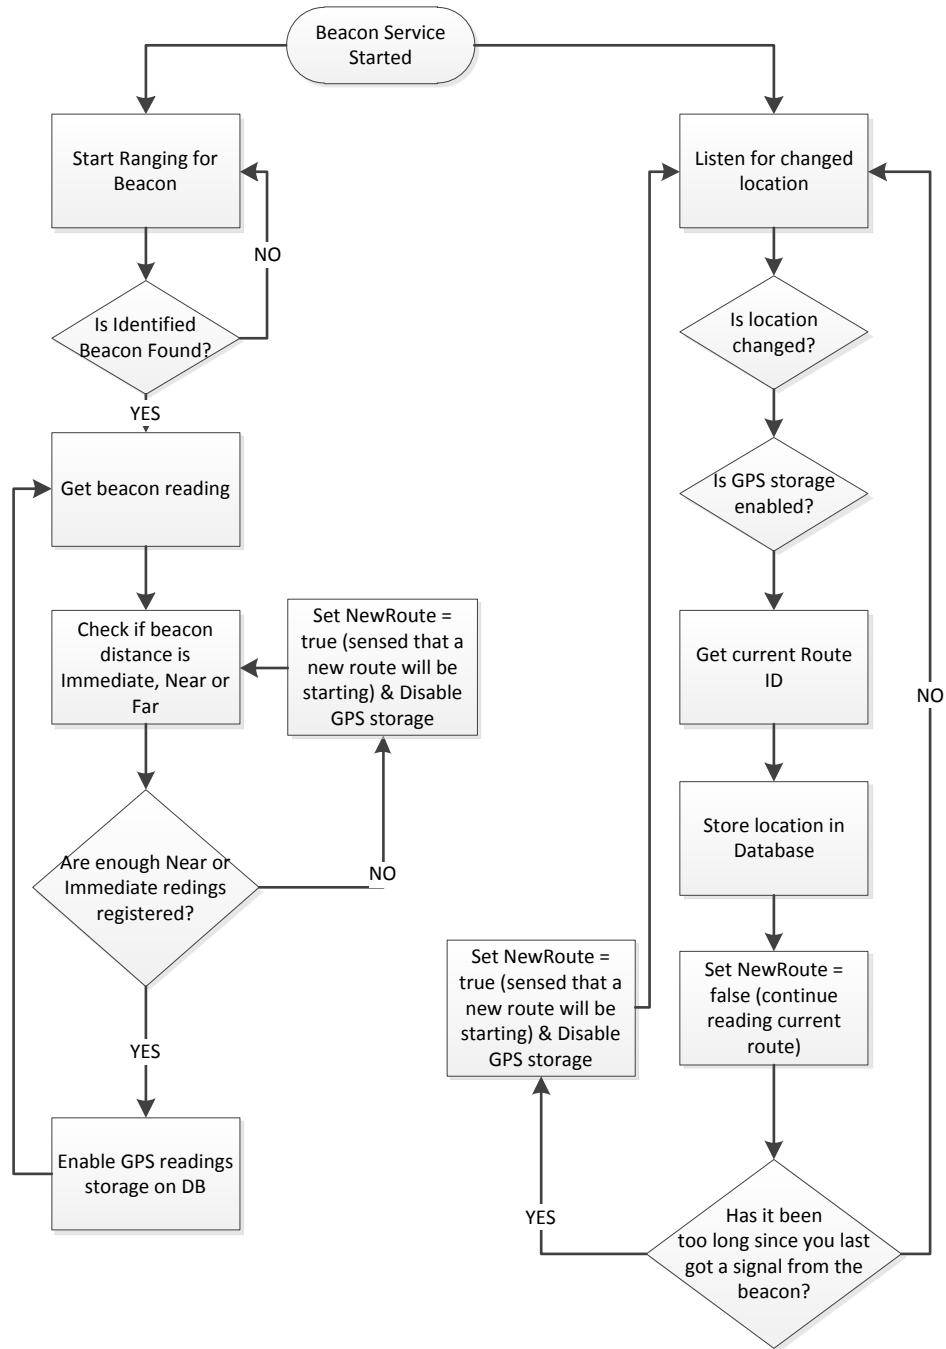 Beacon Service
Started
Start Ranging for
Beacon
NO
Is Identified
Beacon Found?
YES
Get beacon reading
Check if beacon
distance is
Immediate, Near or
Far
Set NewRoute =
true (sensed that a
new route will be
starting) & Disable
GPS storage
NO
Are enough Near or
Immediate redings
registered?
YES
Enable GPS readings
storage on DB
Listen for changed
location
Is location
changed?
Is GPS storage
enabled?
Get current Route
ID
NO
Store location in
Database
Set NewRoute =
false (continue
reading current
route)
Set NewRoute =
true (sensed that a
new route will be
starting) & Disable
GPS storage
YES
Has it been
too long since you last
got a signal from the
beacon?